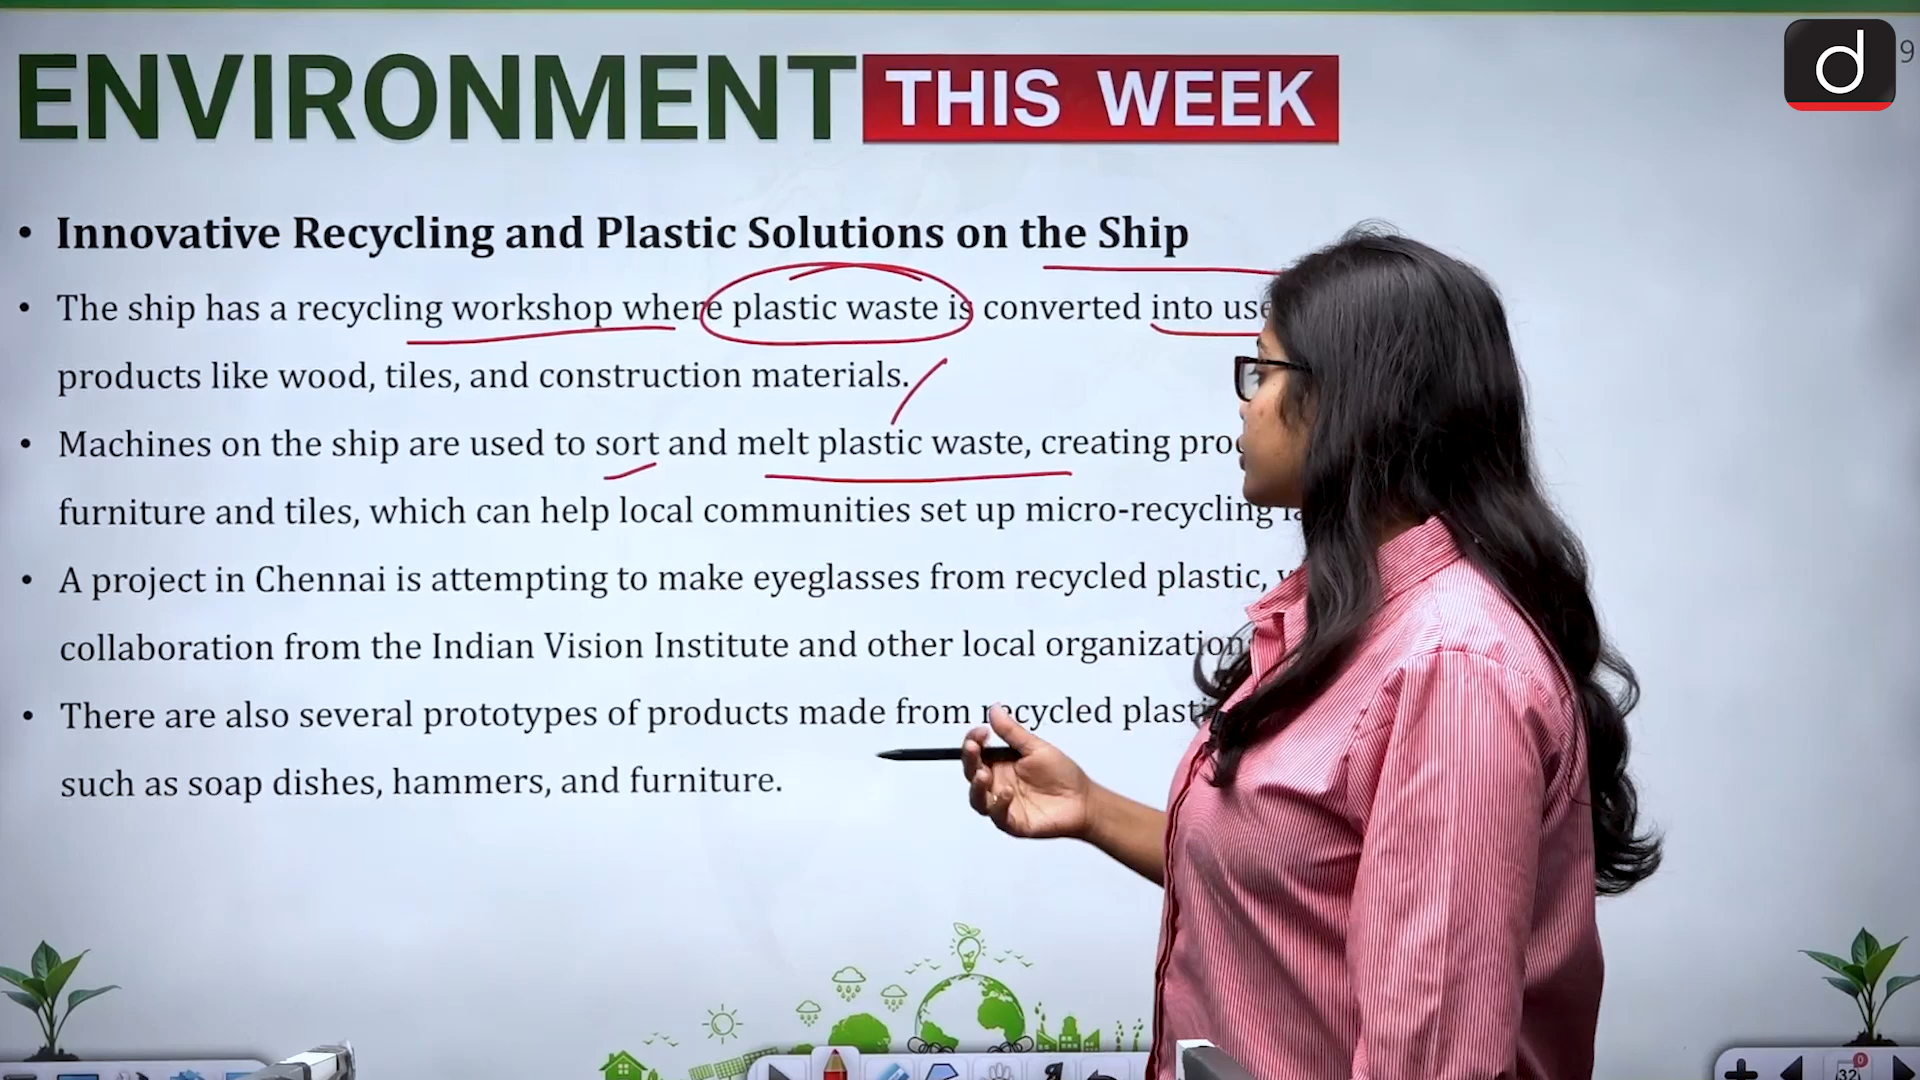 ENVIRONMENT THIS WEEK
d
9
• Innovative Recycling and Plastic Solutions on the Ship
• The ship has a recycling workshop where plastic waste is converted into
products like wood, tiles, and construction materials.
• Machines on the ship are used to sort and melt plastic waste, creating
furniture and tiles, which can help local communities set up micro-recycling
• A project in Chennai is attempting to make eyeglasses from recycled plastic,
collaboration from the Indian Vision Institute and other local
• There are also several prototypes of products made from recycled
such as soap dishes, hammers, and furniture.
32
0